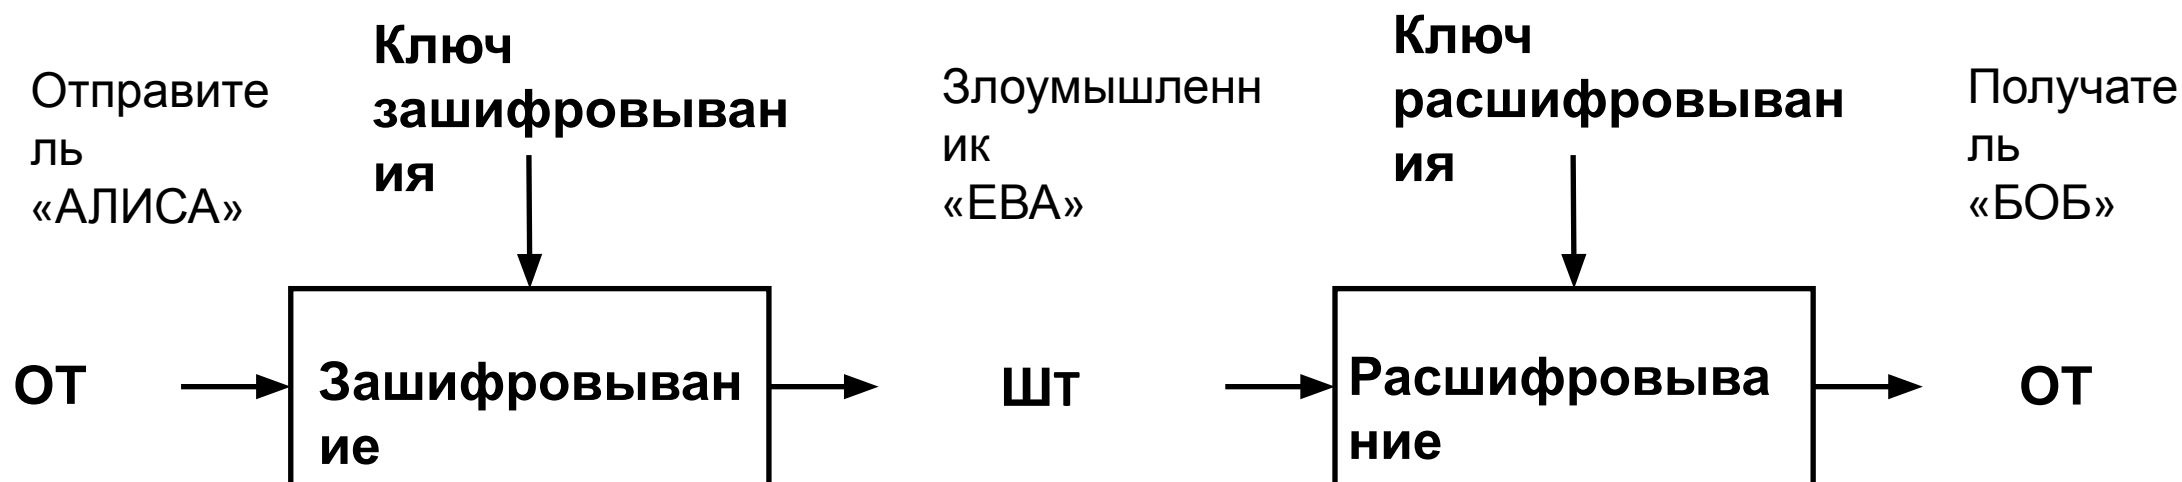 Отправите
ль
«АЛИСА»
Ключ
зашифровыван
ия
Злоумышленн
ик
«ЕВА»
Ключ
расшифровыван
ия
Получате
ль
«БОБ»
ОТ
Зашифровыван
ие
ШТ
Расшифровыва
ние
ОТ